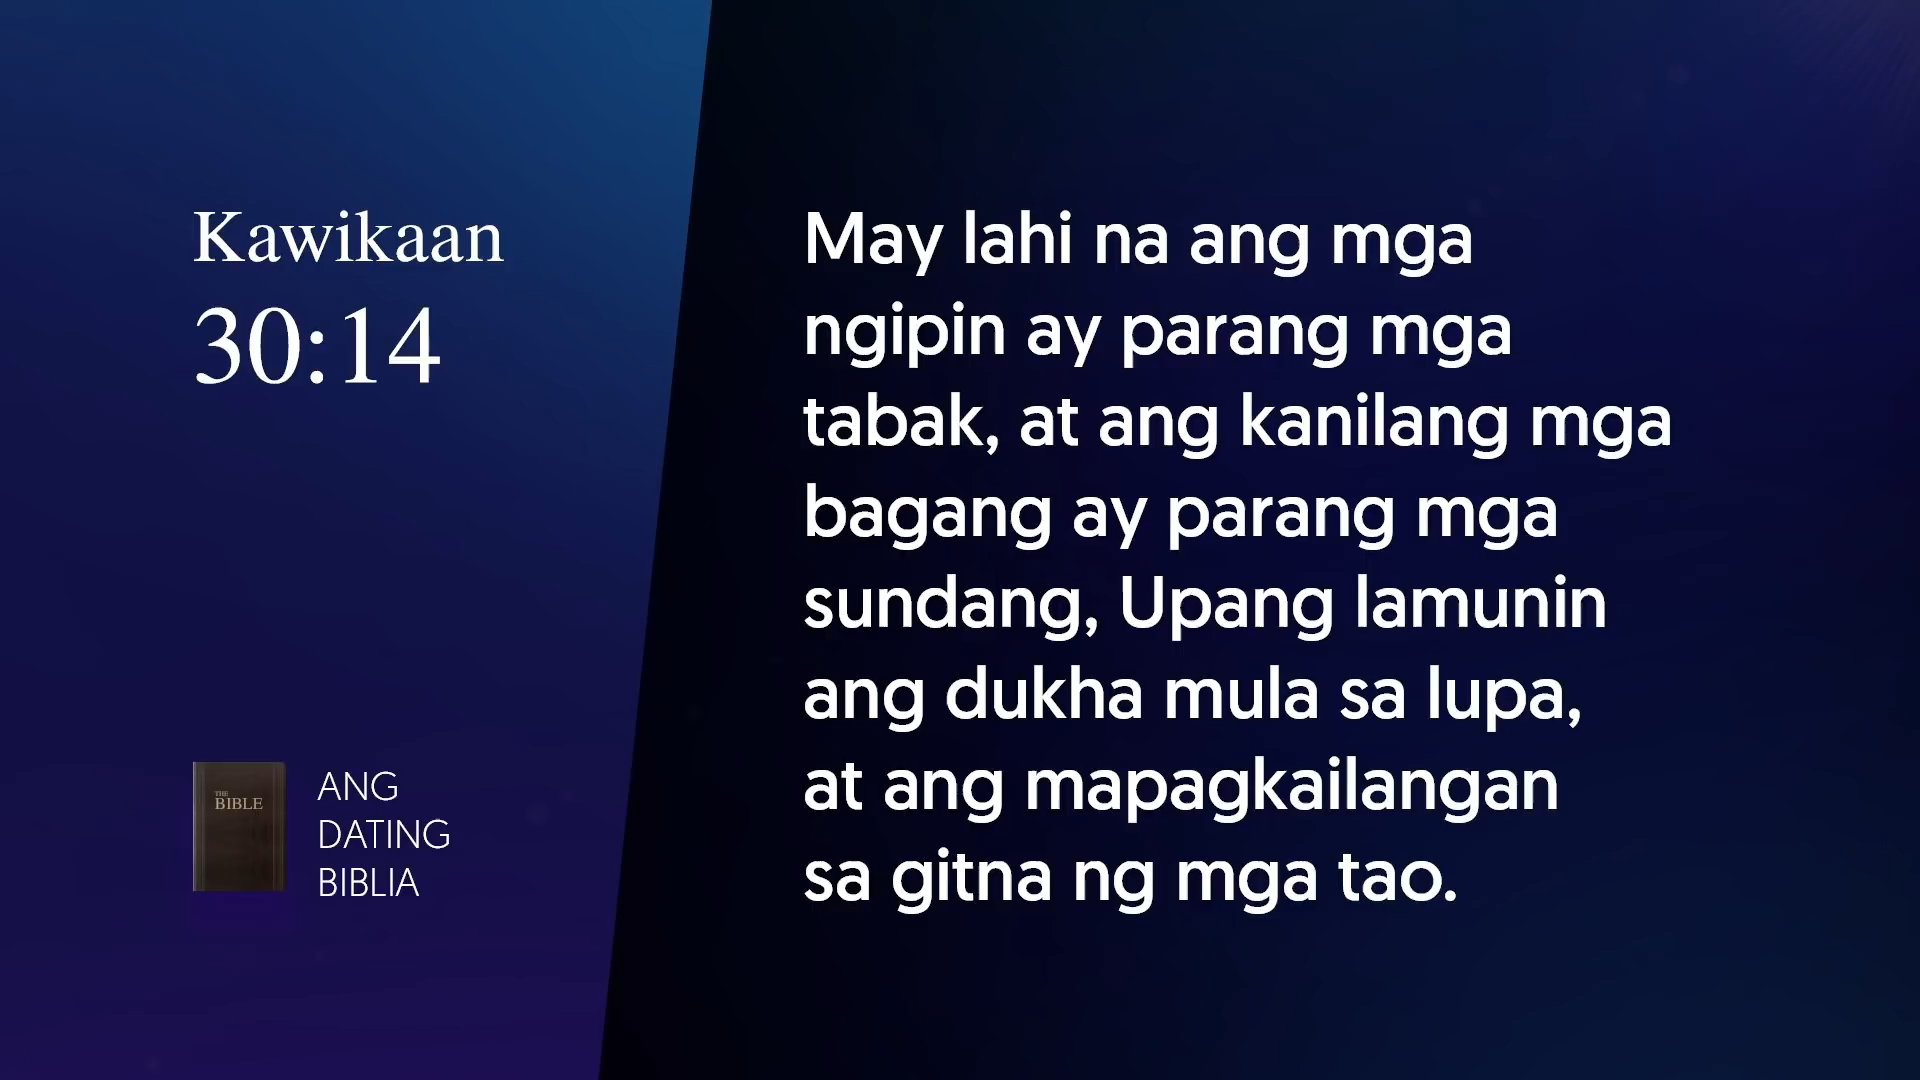 Kawikaan
30:14
May lahi na ang mga
ngipin ay parang mga
tabak, at ang kanilang mga
bagang ay parang mga
sundang, Upang lamunin
ang dukha mula sa lupa,
at ang mapagkailangan
sa gitna ng mga tao.
THE
BIBLE
ANG
DATING
BIBLIA